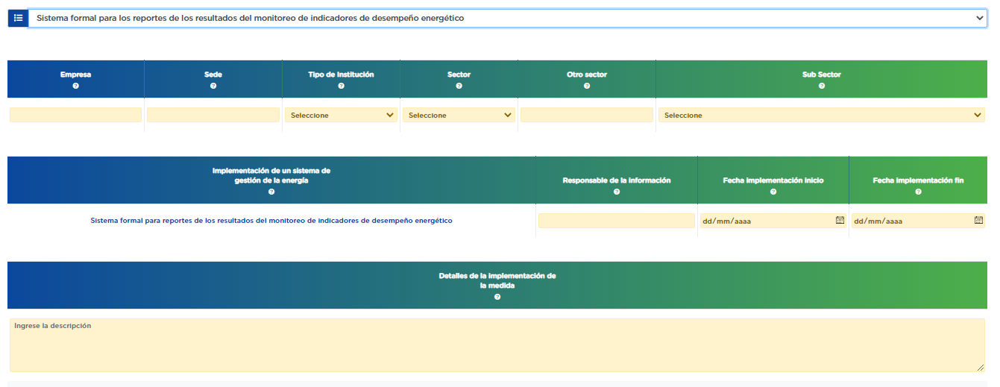 Sistema formal para los reportes de los resultados del monitoreo de indicadores de desempeño energético
Empresa
Sede
Tipo de Institución
Sector
Otro sector
Sub Sector
Seleccione
Seleccione
Seleccione
Implementación de un sistema de
gestión de la energía
Responsable de la información
Fecha implementación inicio
Fecha implementación fin
Sistema formal para reportes de los resultados del monitoreo de indicadores de desempeño energético
dd/mm/aaaa
dd/mm/aaaa
Detalles de la implementación de
la medida
Ingrese la descripción